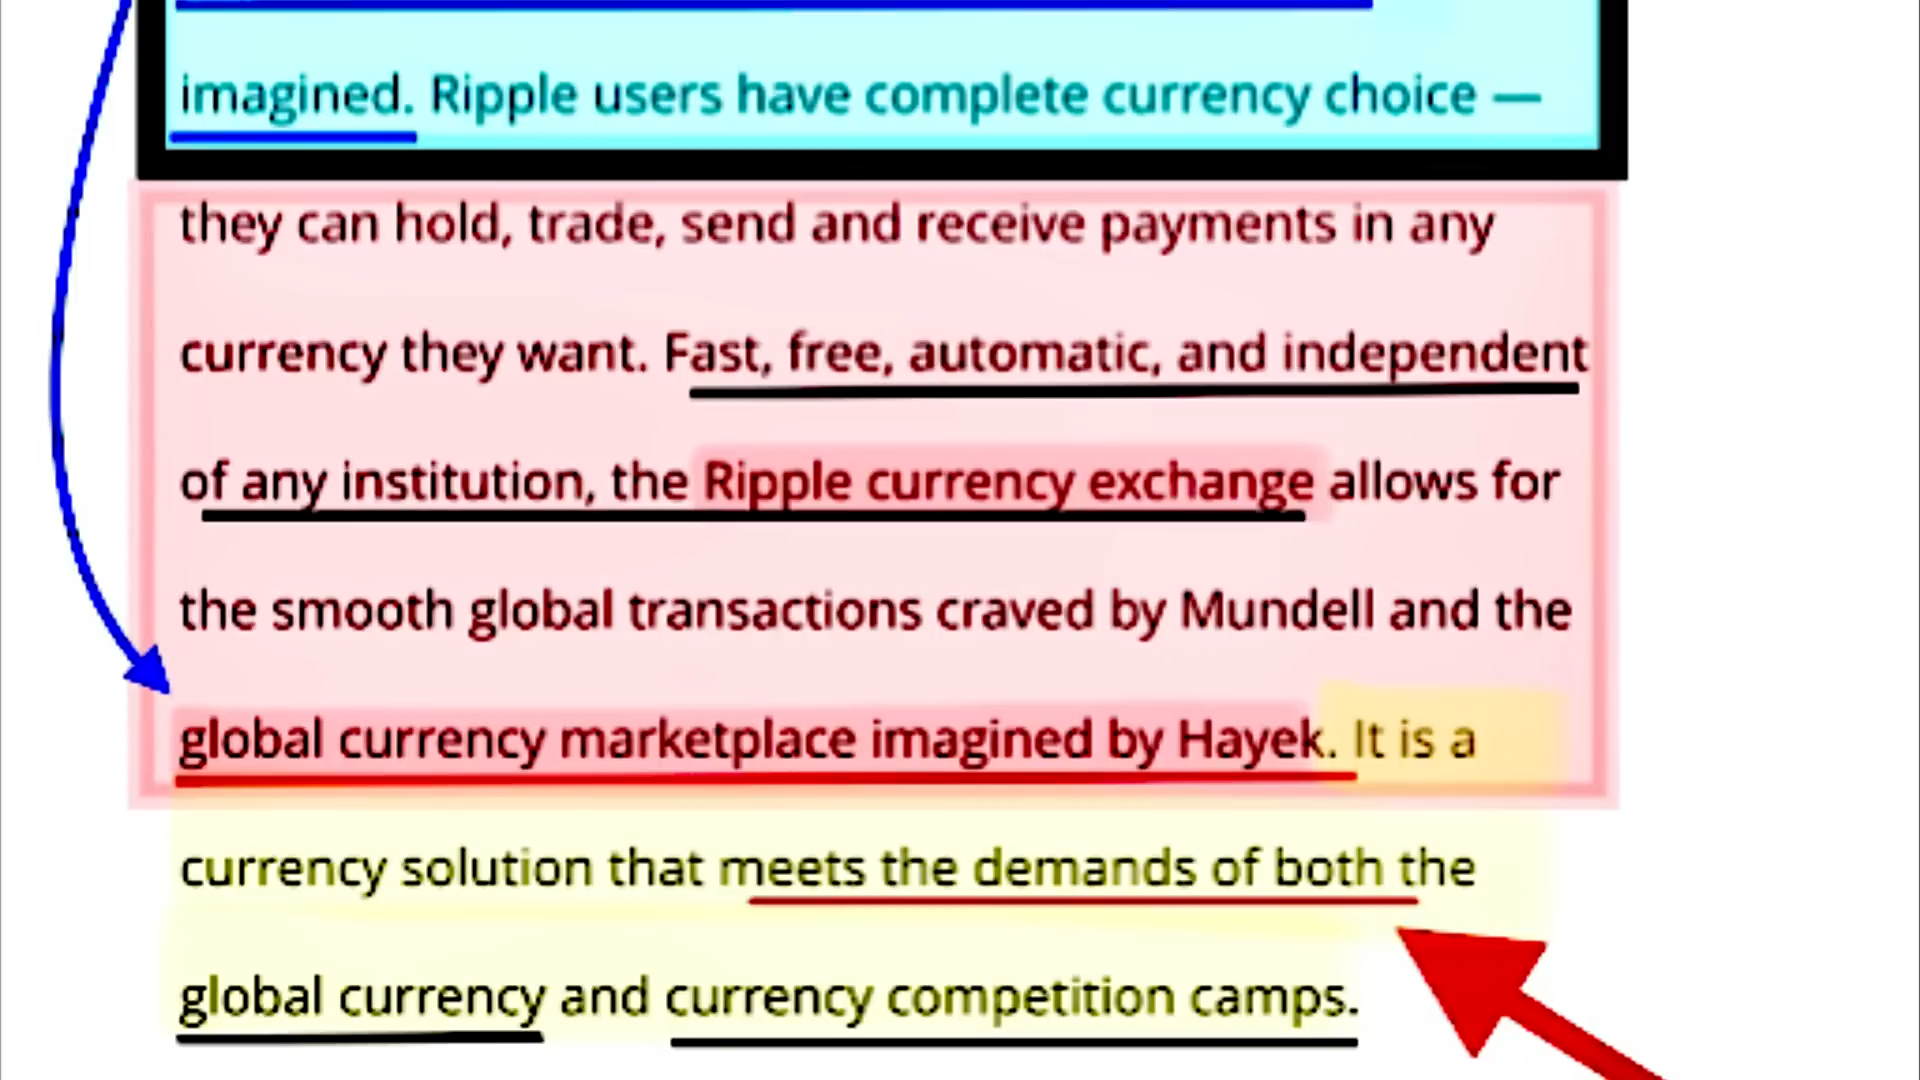 imagined. Ripple users have complete currency choice —
they can hold, trade, send and receive payments in any
currency they want. Fast, free, automatic, and independent
of any institution, the Ripple currency exchange allows for
the smooth global transactions craved by Mundell and the
global currency marketplace imagined by Hayek. It is a
currency solution that meets the demands of both the
global currency and currency competition camps.